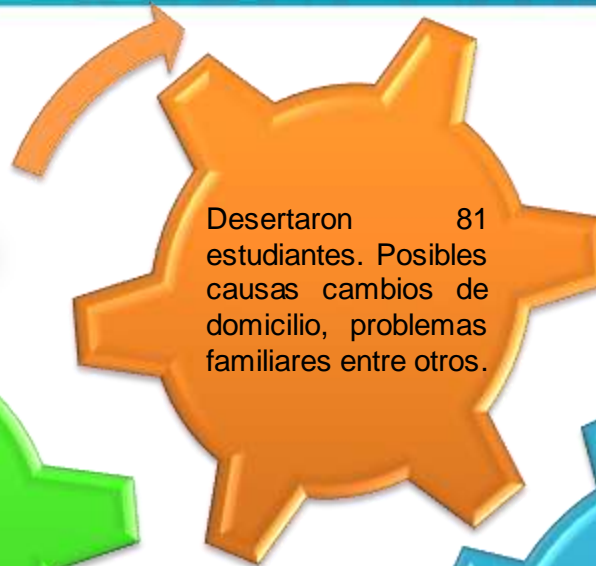 Desertaron 81
estudiantes. Posibles
causas cambios de
domicilio, problemas
familiares entre otros.